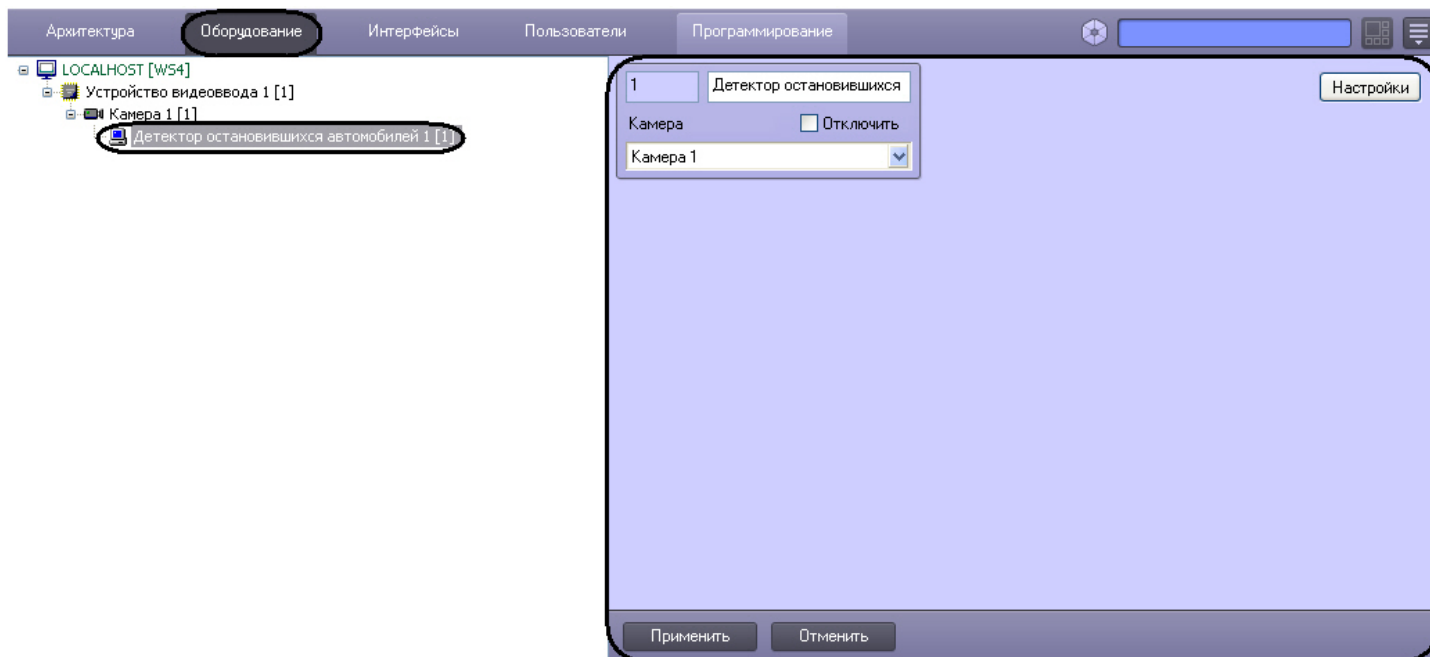 Архитектура Оборудование Интерфейсы Пользователи Программирование
LOCALHOST [WS4]
Устройство видеоввода 1 [1]
Камера 1 [1]
Детектор остановившихся автомобилей 1 [1]
1 Детектор остановившихся
Настройки
Камера Отключить
Камера 1
Применить Отменить